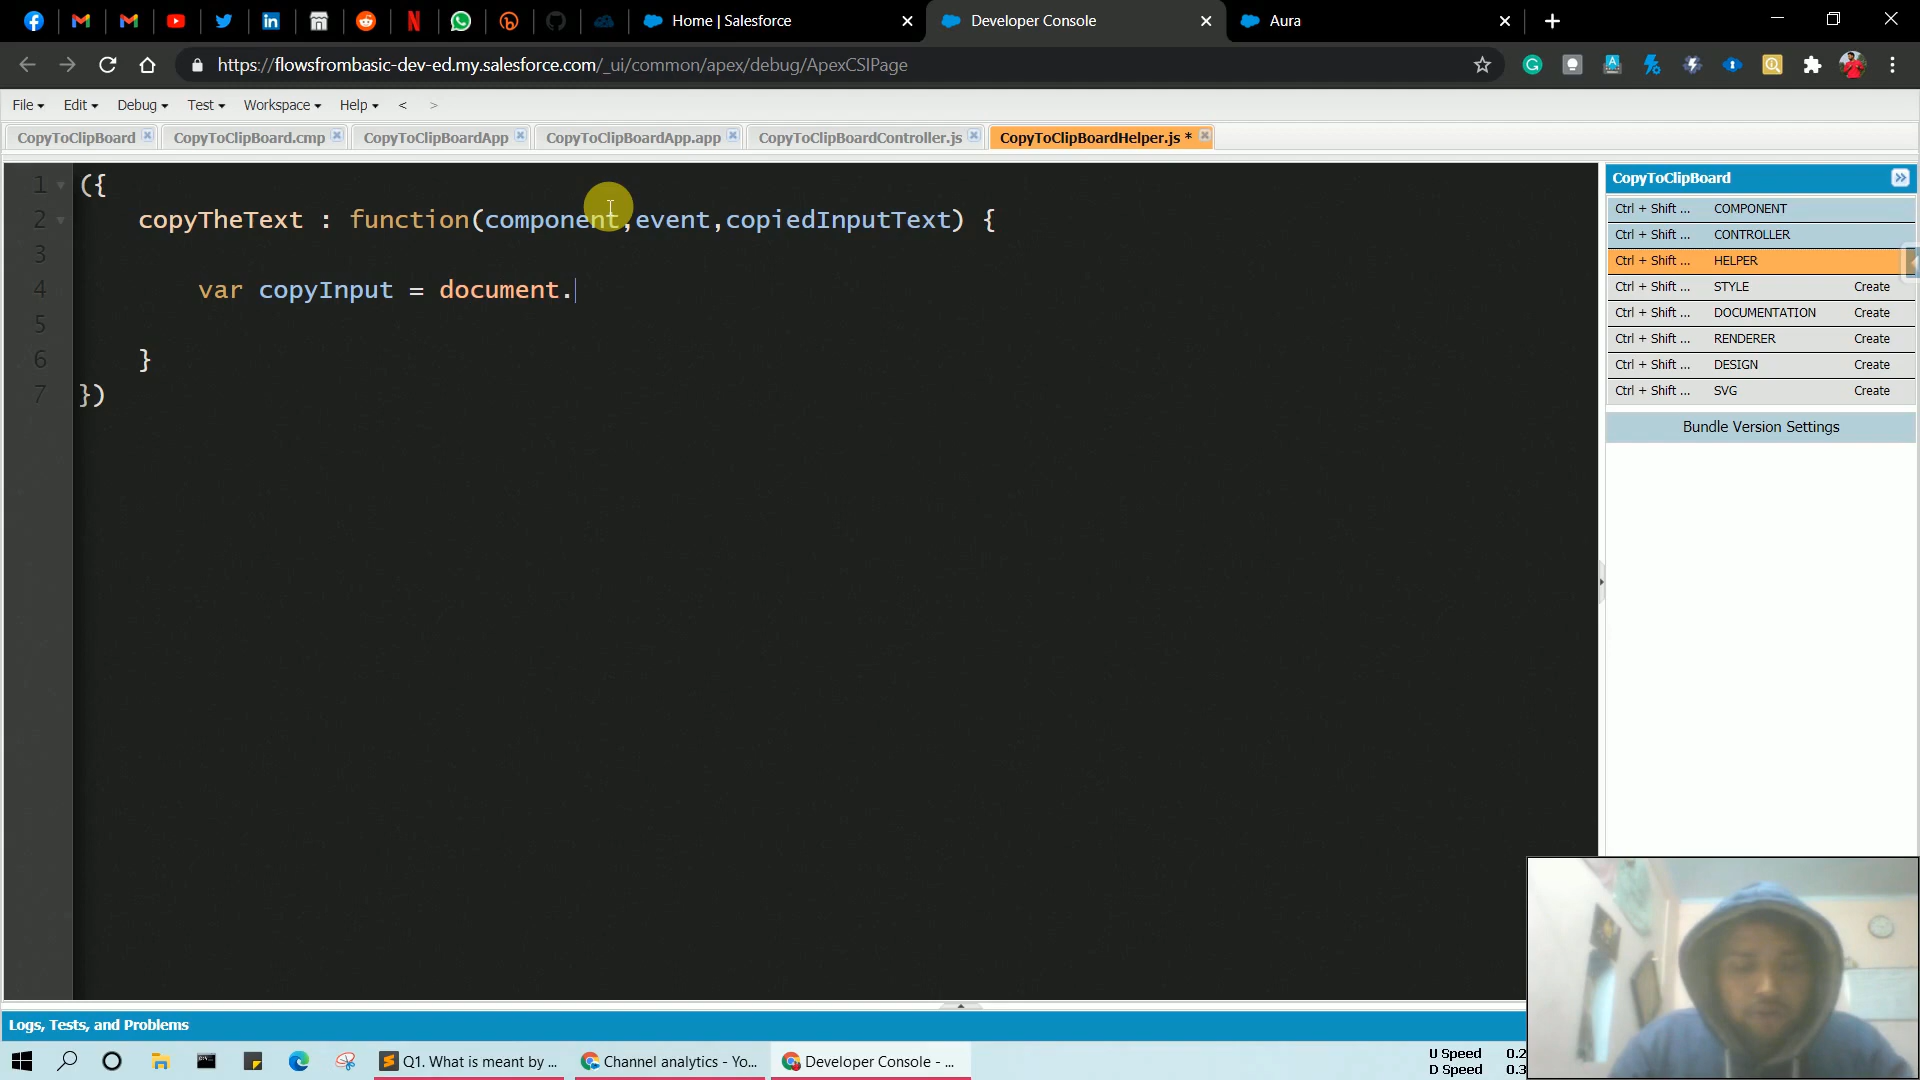 Home | Salesforce
Developer Console
Aura
https://flowsfrombasic-dev-ed.my.salesforce.com/_ui/common/apex/debug/ApexCSIPage
File Edit Debug Test Workspace Help < >
CopyToClipBoard CopyToClipBoard.cmp CopyToClipBoardApp CopyToClipBoardApp.app CopyToClipBoardController.js CopyToClipBoardHelper.js *
1 ({
2 copyTheText : function(component,event,copiedInputText) {
3
4 var copyInput = document.
5
6 }
7 })
CopyToClipBoard
Ctrl + Shift ... COMPONENT
Ctrl + Shift ... CONTROLLER
Ctrl + Shift ... HELPER
Ctrl + Shift ... STYLE Create
Ctrl + Shift ... DOCUMENTATION Create
Ctrl + Shift ... RENDERER Create
Ctrl + Shift ... DESIGN Create
Ctrl + Shift ... SVG Create
Bundle Version Settings
Logs, Tests, and Problems
Q1. What is meant by ...
Channel analytics - Yo...
Developer Console - ...
U Speed 0.2
D Speed 0.3